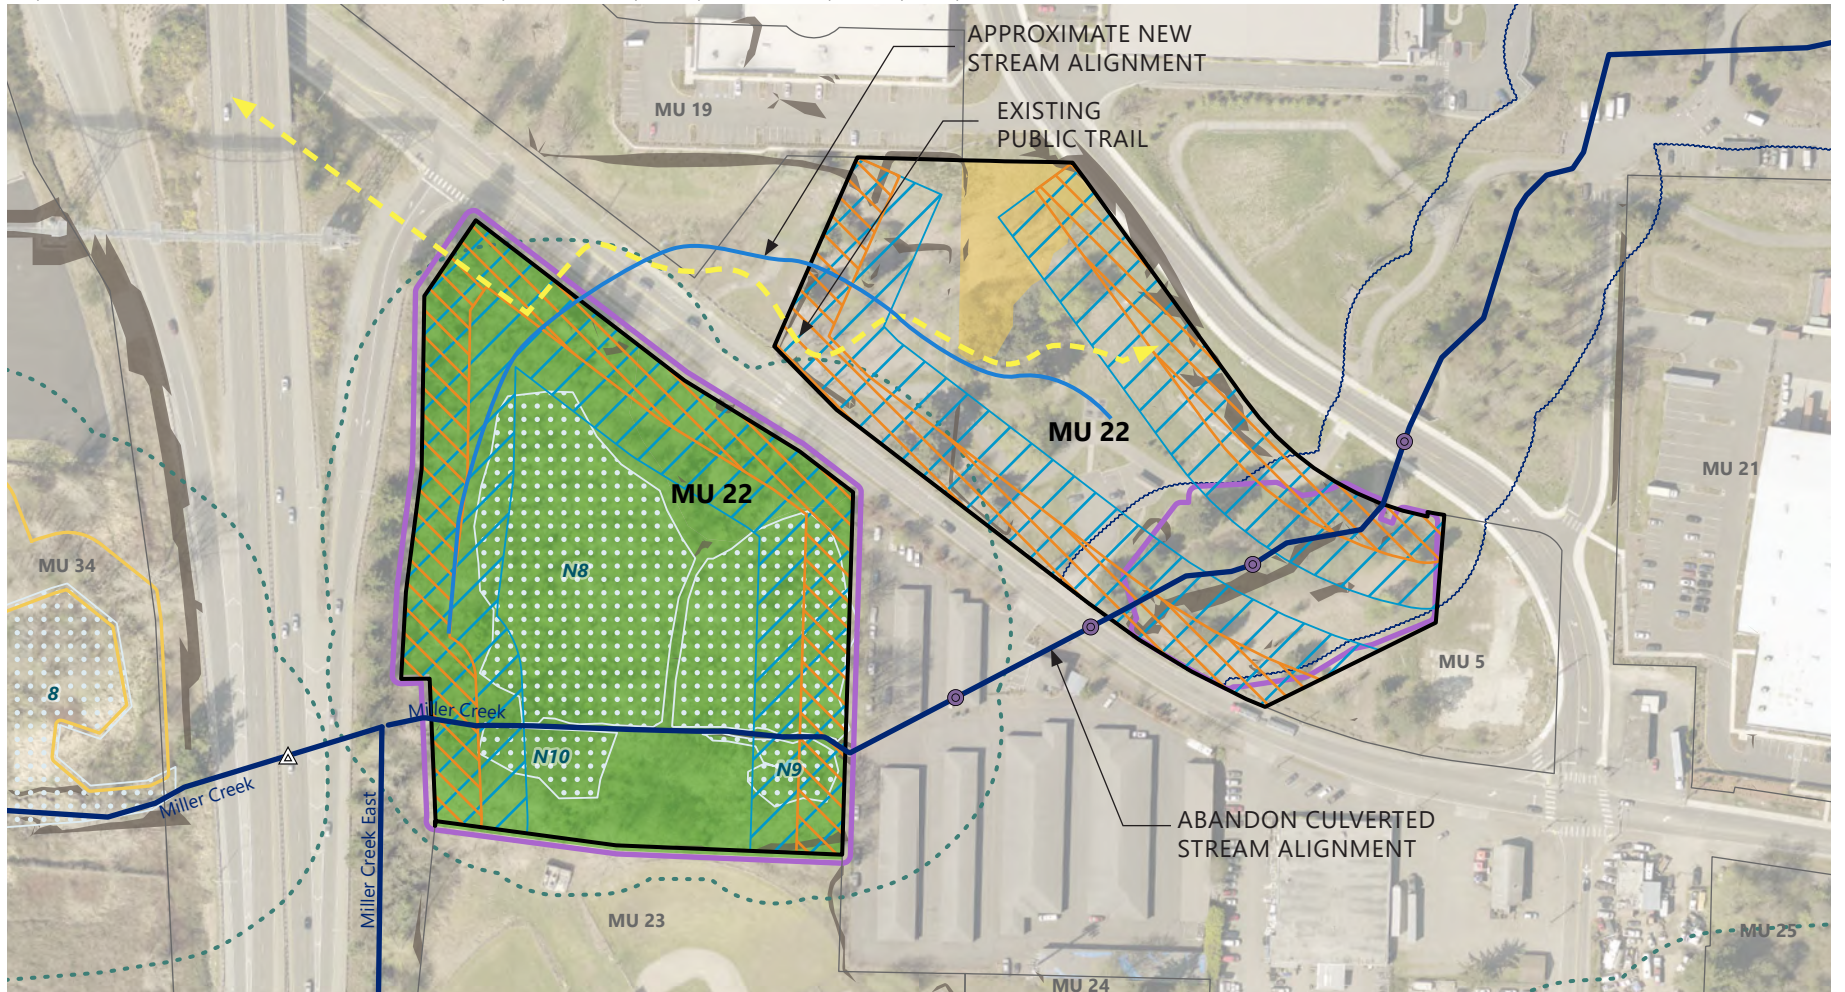 APPROXIMATE NEW
STREAM ALIGNMENT
MU 19
EXISTING
PUBLIC TRAIL
MU 22
MU 21
MU 22
MU 34
N8
MU 5
8
Miller Creek
N10
N9
Miller Creek
Miller Creek East
ABANDON CULVERTED
STREAM ALIGNMENT
MU 23
MU 25
MU 24